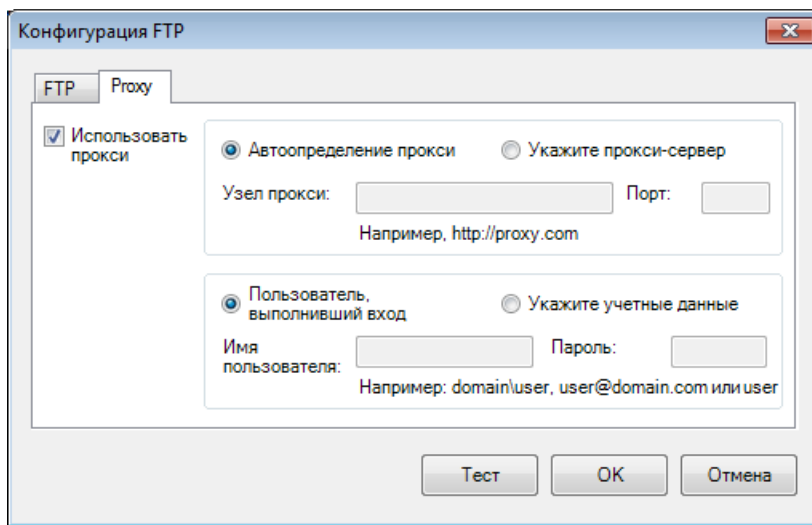 Конфигурация FTP
FTP
Proxy
Использовать
прокси
Автоопределение прокси
Укажите прокси-сервер
Узел прокси:
Порт:
Например, http://proxy.com
Пользователь,
выполнивший вход
Укажите учетные данные
Имя
пользователя:
Пароль:
Например: domain\user, user@domain.com или user
Тест
OK
Отмена